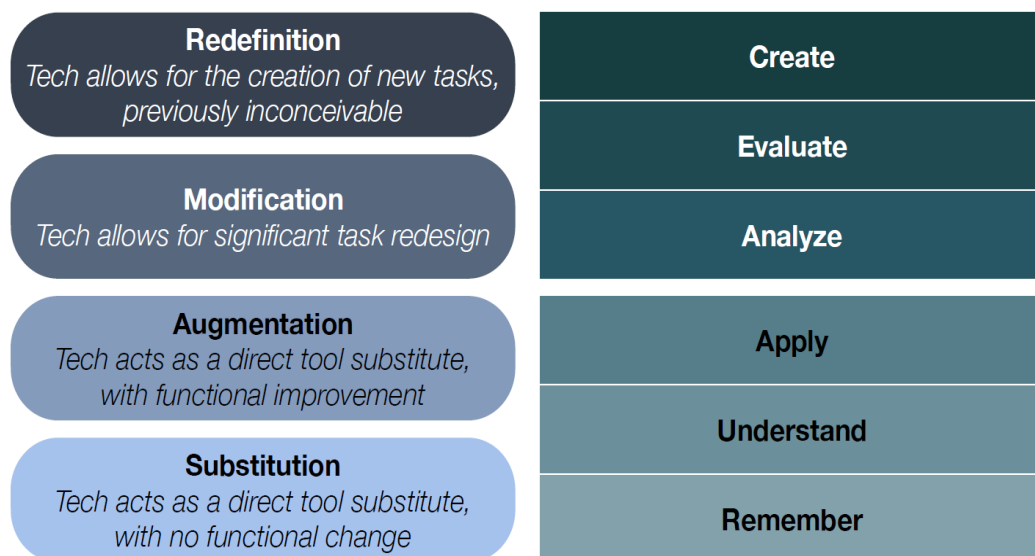 Redefinition
Tech allows for the creation of new tasks,
previously inconceivable
Modification
Tech allows for significant task redesign
Augmentation
Tech acts as a direct tool substitute,
with functional improvement
Substitution
Tech acts as a direct tool substitute,
with no functional change
Create
Evaluate
Analyze
Apply
Understand
Remember